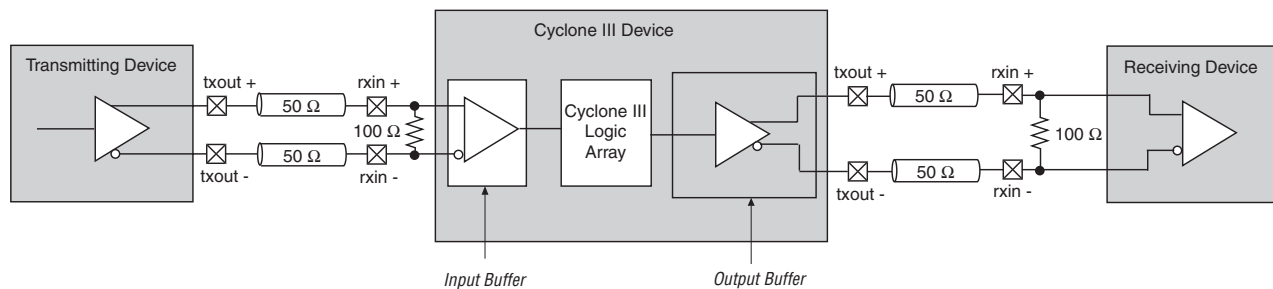 Cyclone III Device
Transmitting Device
txout +
rxin +
50 Ω
100 Ω
50 Ω
txout -
rxin -
Cyclone III
Logic
Array
txout +
rxin +
50 Ω
100 Ω
50 Ω
txout -
rxin -
Receiving Device
Input Buffer
Output Buffer